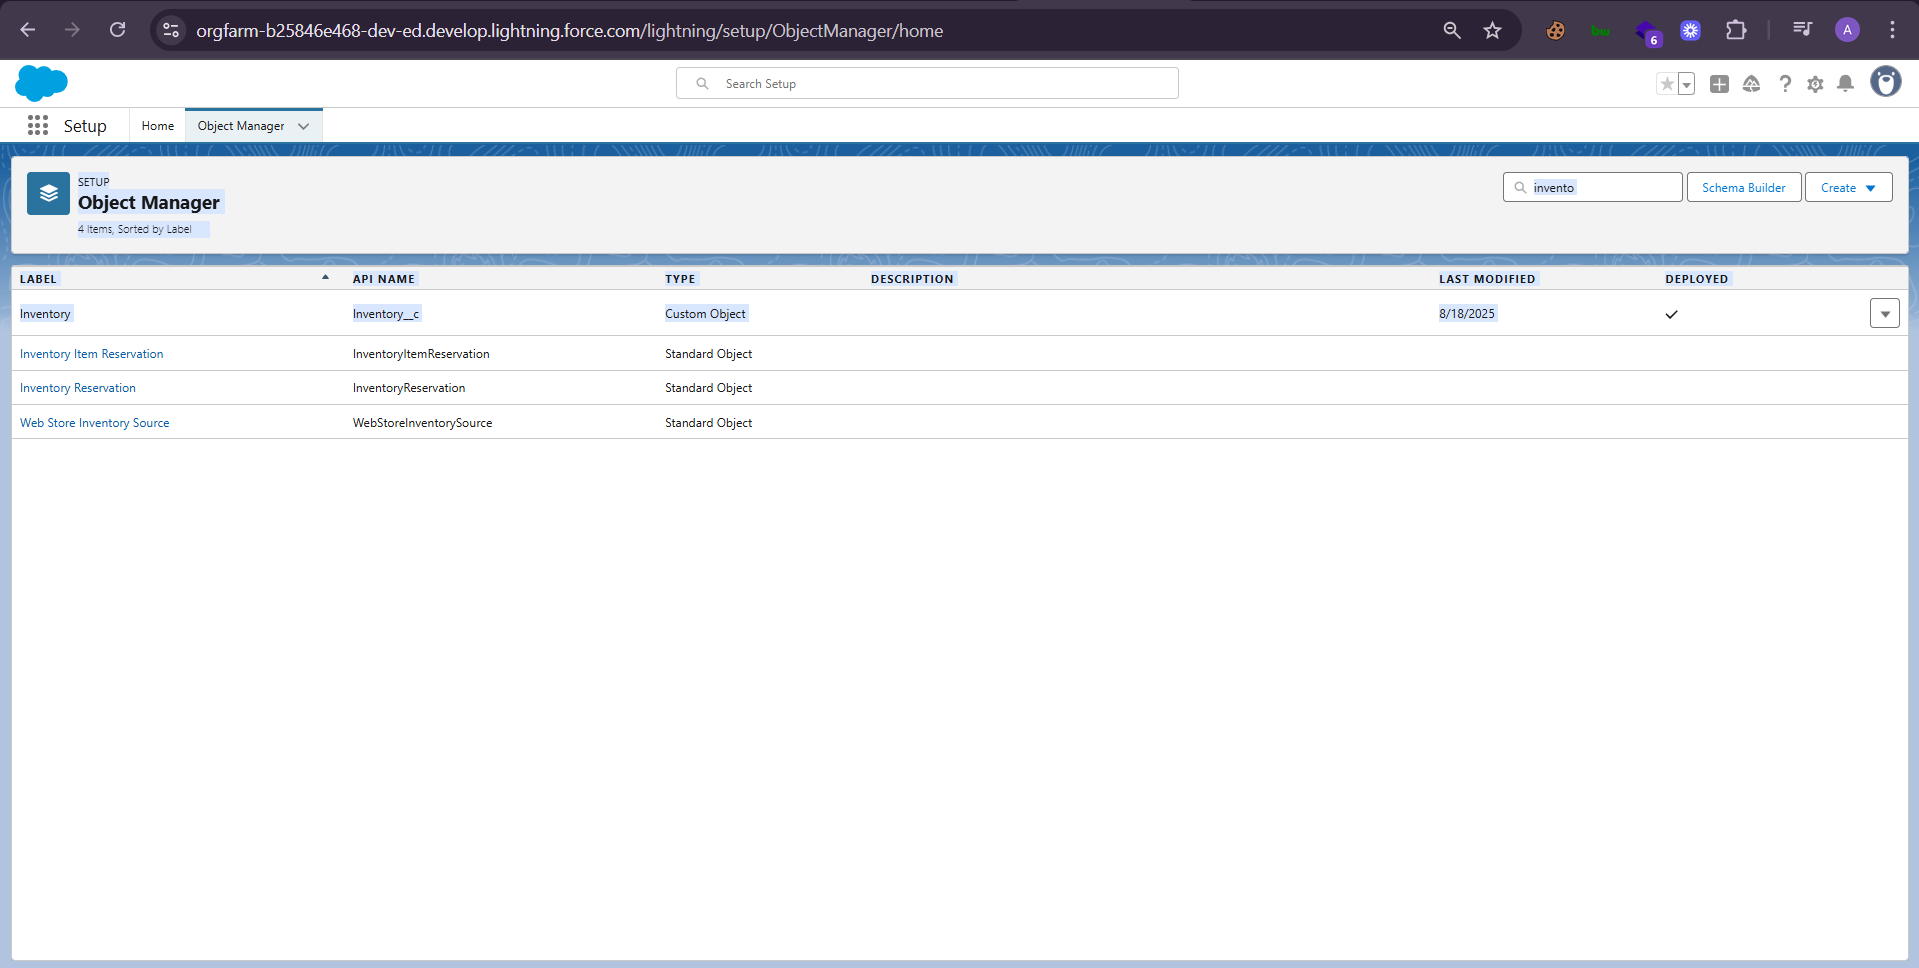 orgfarm-b25846e468-dev-ed.develop.lightning.force.com/lightning/setup/ObjectManager/home
bw
6
A
Search Setup
Setup
Home
Object Manager
SETUP
Object Manager
4 Items, Sorted by Label
invento
Schema Builder
Create
LABEL API NAME TYPE DESCRIPTION LAST MODIFIED DEPLOYED
Inventory Inventory__c Custom Object 8/18/2025
Inventory Item Reservation InventoryItemReservation Standard Object
Inventory Reservation InventoryReservation Standard Object
Web Store Inventory Source WebStoreInventorySource Standard Object